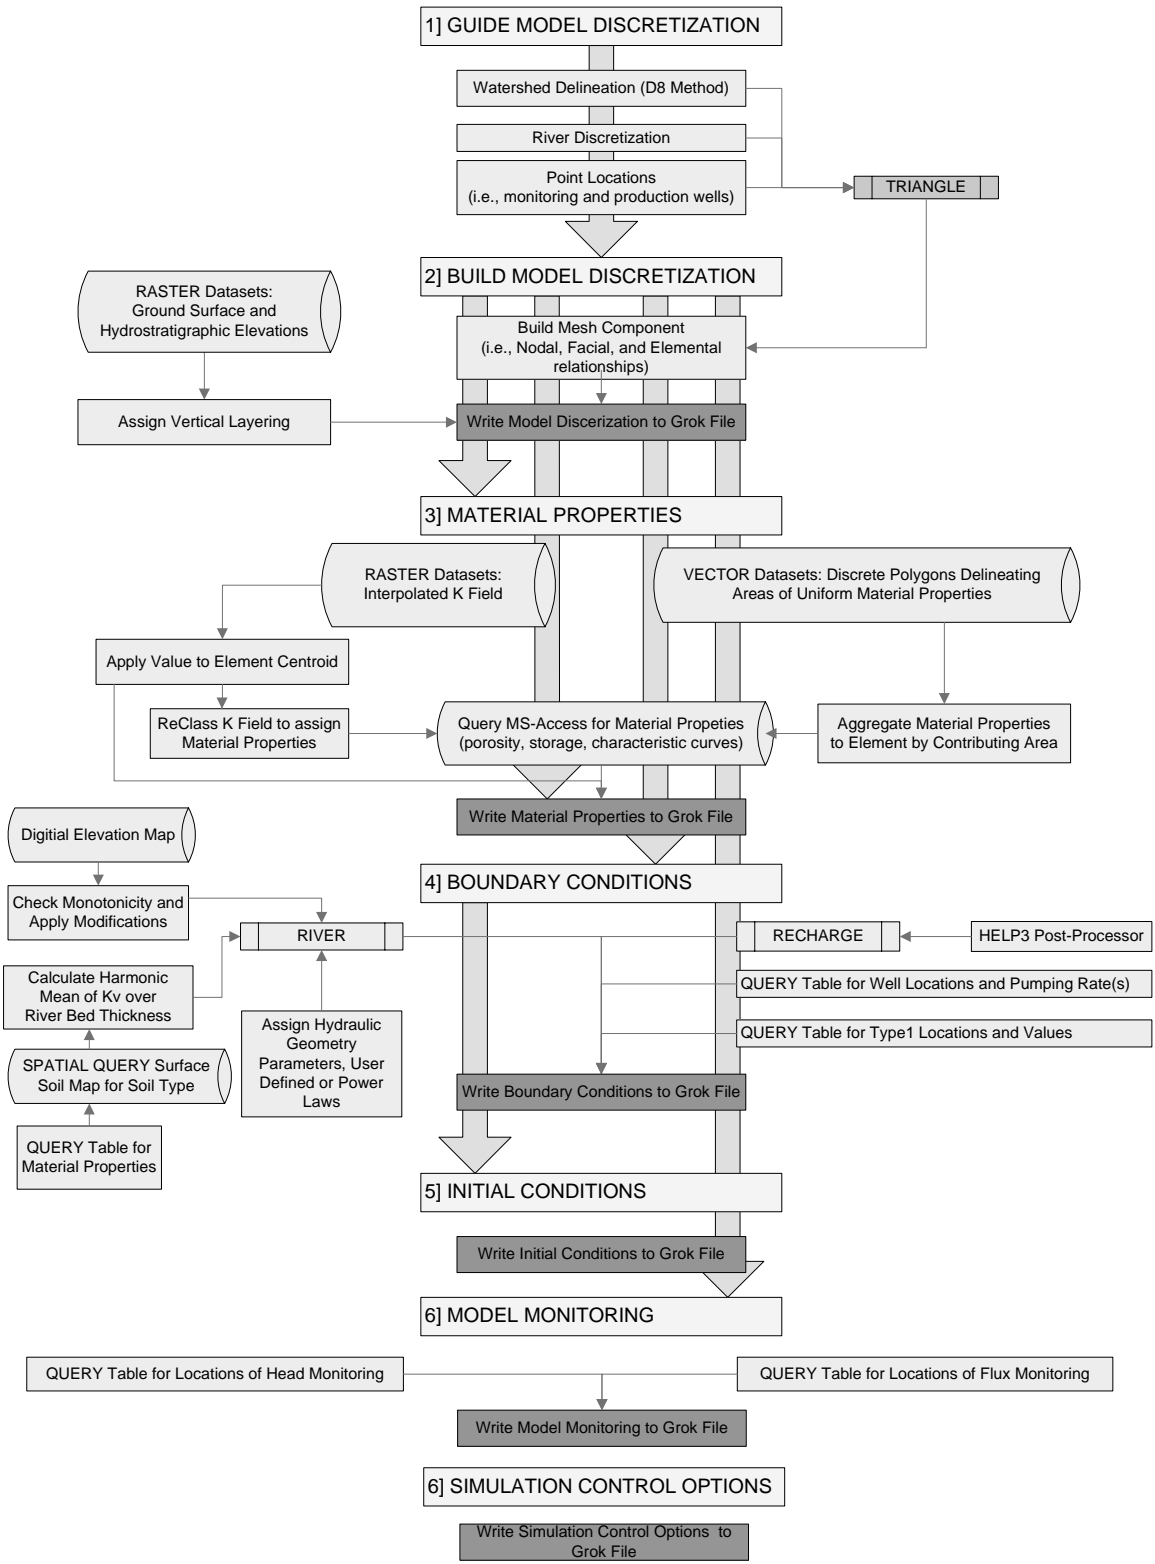 1] GUIDE MODEL DISCRETIZATION
Watershed Delineation (D8 Method)
River Discretization
Point Locations
(i.e., monitoring and production wells)
TRIANGLE
2] BUILD MODEL DISCRETIZATION
RASTER Datasets:
Ground Surface and
Hydrostratigraphic Elevations
Build Mesh Component
(i.e., Nodal, Facial, and Elemental
relationships)
Assign Vertical Layering
Write Model Discerization to Grok File
3] MATERIAL PROPERTIES
RASTER Datasets:
Interpolated K Field
VECTOR Datasets: Discrete Polygons Delineating
Areas of Uniform Material Properties
Apply Value to Element Centroid
ReClass K Field to assign
Material Properties
Query MS-Access for Material Propeties
(porosity, storage, characteristic curves)
Aggregate Material Properties
to Element by Contributing Area
Write Material Properties to Grok File
Digitial Elevation Map
4] BOUNDARY CONDITIONS
Check Monotonicity and
Apply Modifications
RIVER
RECHARGE
HELP3 Post-Processor
Calculate Harmonic
Mean of Kv over
River Bed Thickness
QUERY Table for Well Locations and Pumping Rate(s)
Assign Hydraulic
Geometry
Parameters, User
Defined or Power
Laws
QUERY Table for Type1 Locations and Values
SPATIAL QUERY Surface
Soil Map for Soil Type
Write Boundary Conditions to Grok File
QUERY Table for
Material Properties
5] INITIAL CONDITIONS
Write Initial Conditions to Grok File
6] MODEL MONITORING
QUERY Table for Locations of Head Monitoring
QUERY Table for Locations of Flux Monitoring
Write Model Monitoring to Grok File
6] SIMULATION CONTROL OPTIONS
Write Simulation Control Options to
Grok File